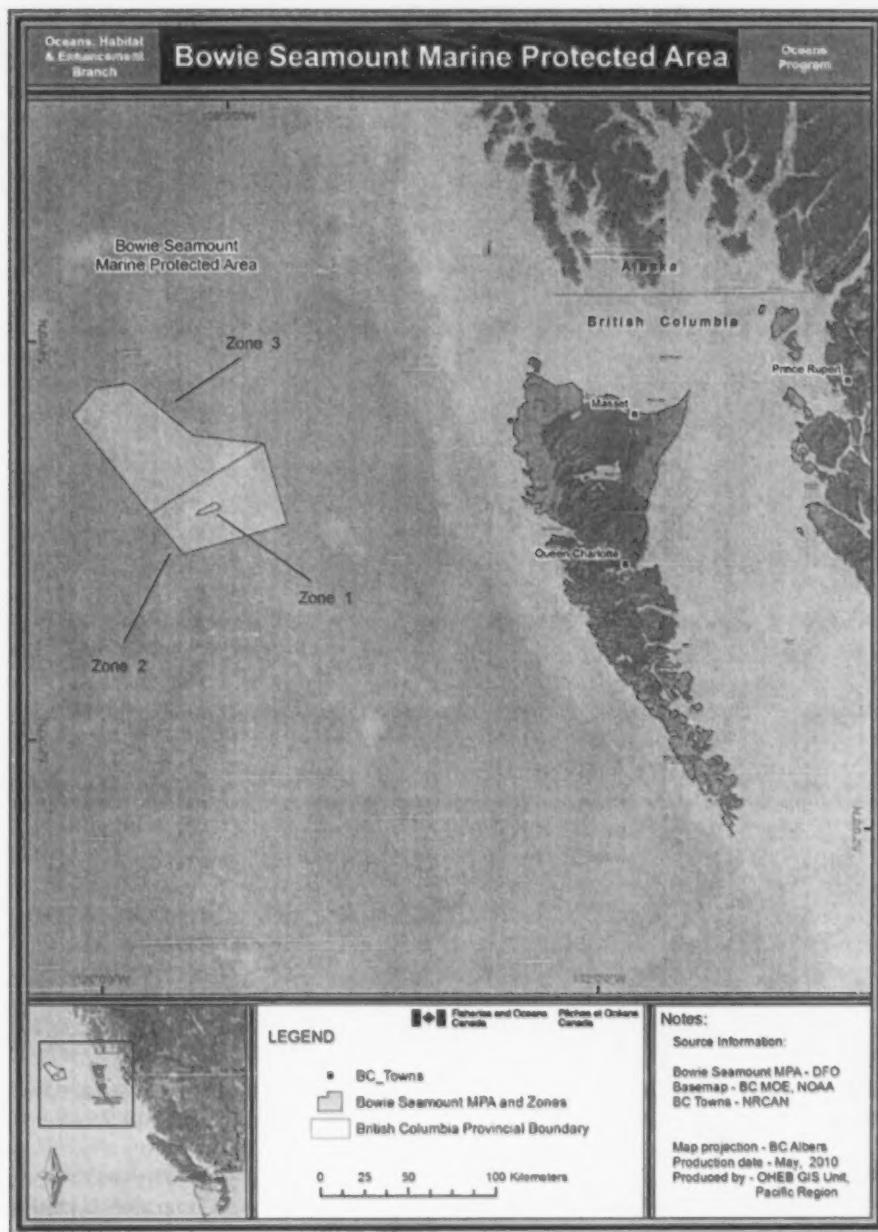 Oceans, Habitat
& Enhancement
Branch
Bowie Seamount Marine Protected Area
Oceans
Program
Bowie Seamount
Marine Protected Area
Zone 3
Zone 1
Zone 2
Alaska
British Columbia
Prince Rupert
Masset
Queen Charlotte
LEGEND
Fisheries and Oceans
Canada
Pêches et Océans
Canada
BC_Towns
Bowie Seamount MPA and Zones
British Columbia Provincial Boundary
0 25 50 100 Kilometers
Notes:
Source Information:
Bowie Seamount MPA - DFO
Basemap - BC MOE, NOAA
BC Towns - NRCAN
Map projection - BC Albers
Production date - May, 2010
Produced by - OHEB GIS Unit,
Pacific Region